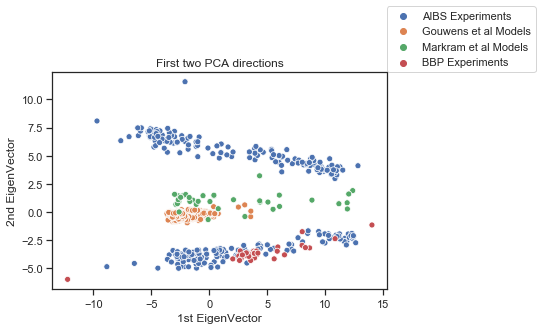 AIBS Experiments
Gouwens et al Models
Markram et al Models
BBP Experiments
First two PCA directions
10.0
7.5
5.0
2.5
0.0
−2.5
−5.0
2nd EigenVector
−10 −5 0 5 10 15
1st EigenVector